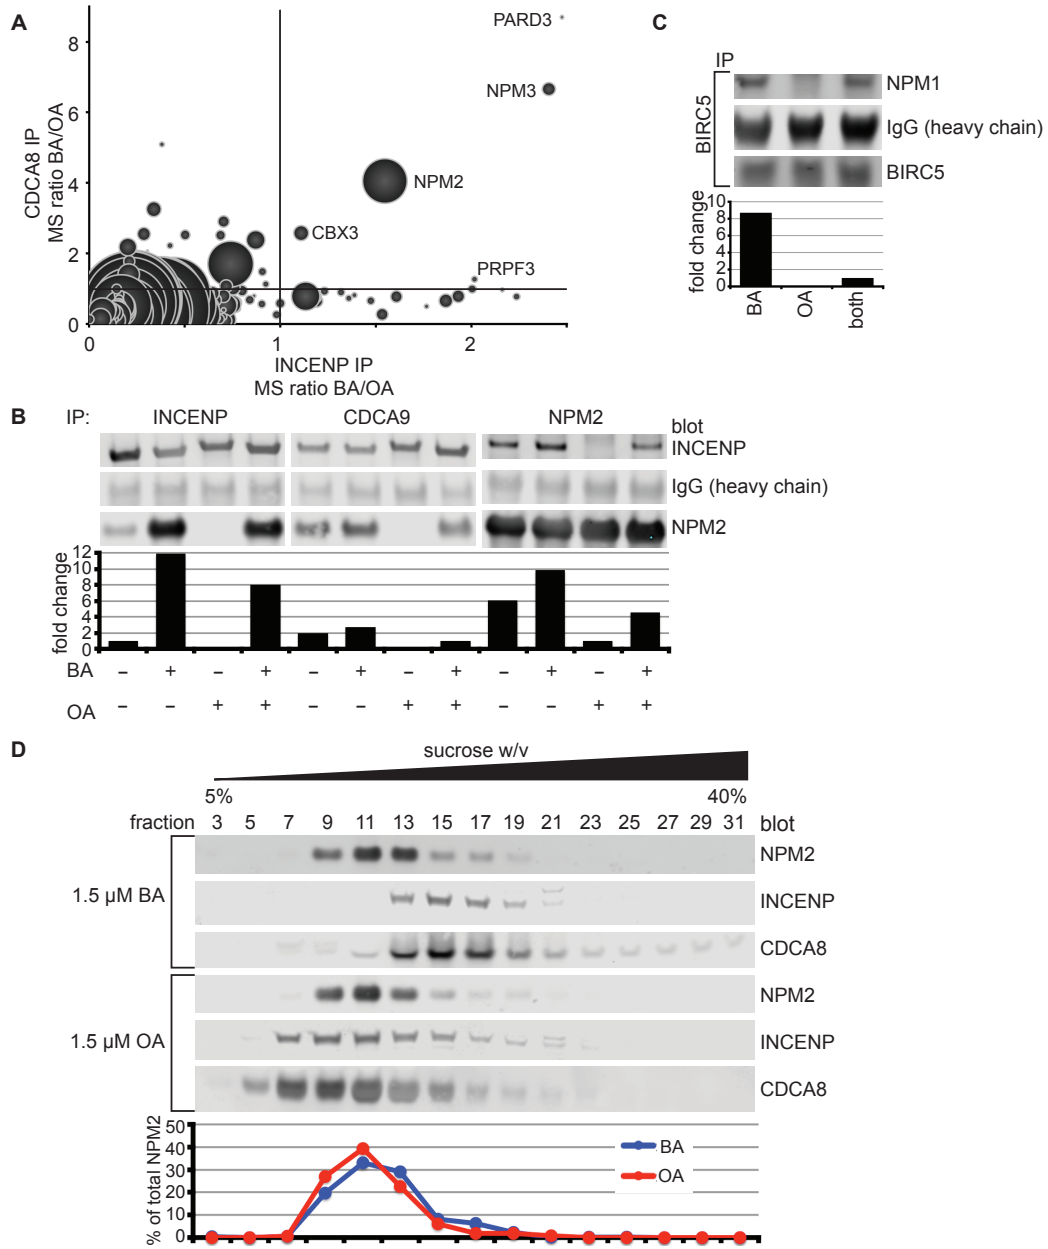 A
CDCA8 IP
MS ratio BA/OA
8
6
4
2
0
0 1 2
INCENP IP
MS ratio BA/OA
PARD3
NPM3
NPM2
CBX3
PRPF3
C
IP
BIRC5
NPM1
IgG (heavy chain)
BIRC5
fold change
10
8
6
4
2
0
BA OA both
B
IP: INCENP CDCA9 NPM2
blot
INCENP
IgG (heavy chain)
NPM2
fold change
12
10
8
6
4
2
0
BA − + − + − + − + − + − +
OA − − + + − − + + − − + +
D
sucrose w/v
5% 40%
fraction 3 5 7 9 11 13 15 17 19 21 23 25 27 29 31 blot
1.5 µM BA
NPM2
INCENP
CDCA8
1.5 µM OA
NPM2
INCENP
CDCA8
% of total NPM2
50
40
30
20
10
0
BA
OA